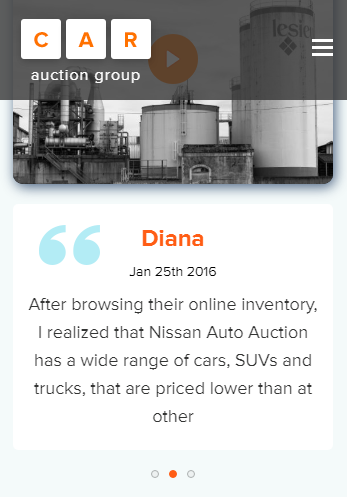 C A R
auction group
leslie
Diana
Jan 25th 2016
After browsing their online inventory,
I realized that Nissan Auto Auction
has a wide range of cars, SUVs and
trucks, that are priced lower than at
other